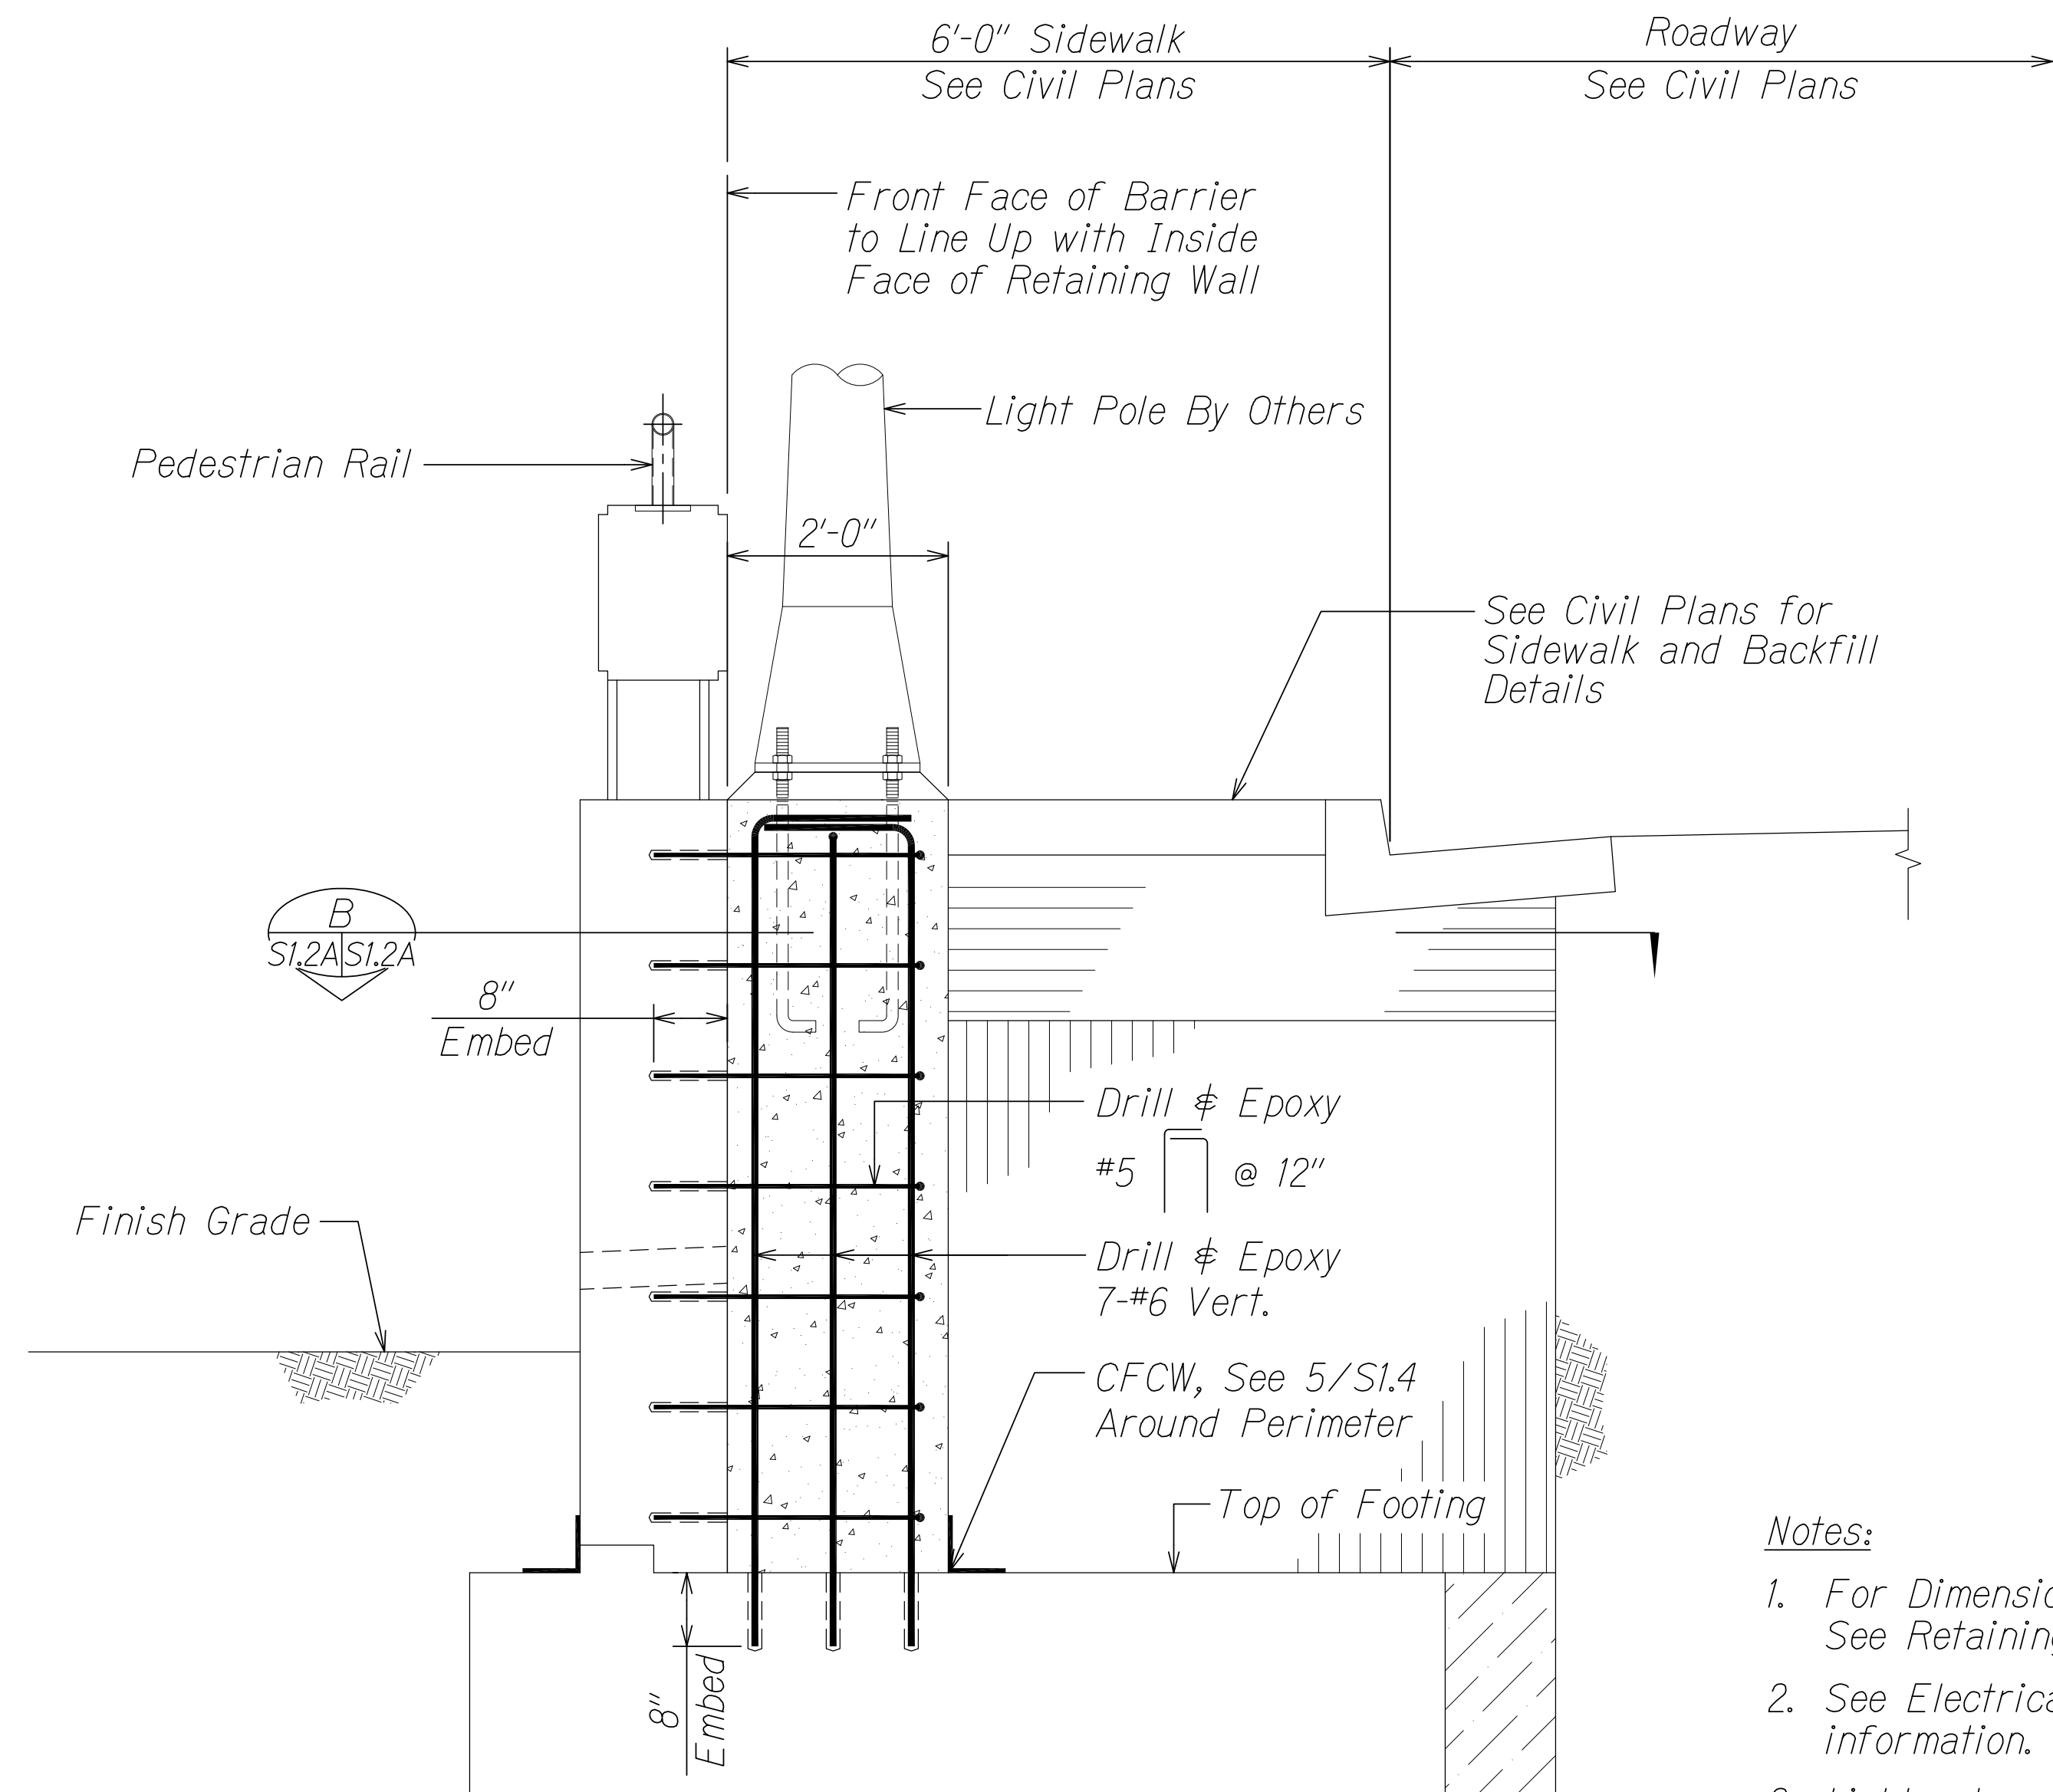 6'-0" Sidewalk
See Civil Plans
Roadway
See Civil Plans
Front Face of Barrier
to Line Up with Inside
Face of Retaining Wall
Light Pole By Others
Pedestrian Rail
2'-0"
See Civil Plans for
Sidewalk and Backfill
Details
B
S1.2A S1.2A
8"
Embed
Drill & Epoxy
#5 @ 12"
Finish Grade
Drill & Epoxy
7-#6 Vert.
CFCW, See 5/S1.4
Around Perimeter
Top of Footing
8"
Embed
Notes:
1. For
See
2. See
information.